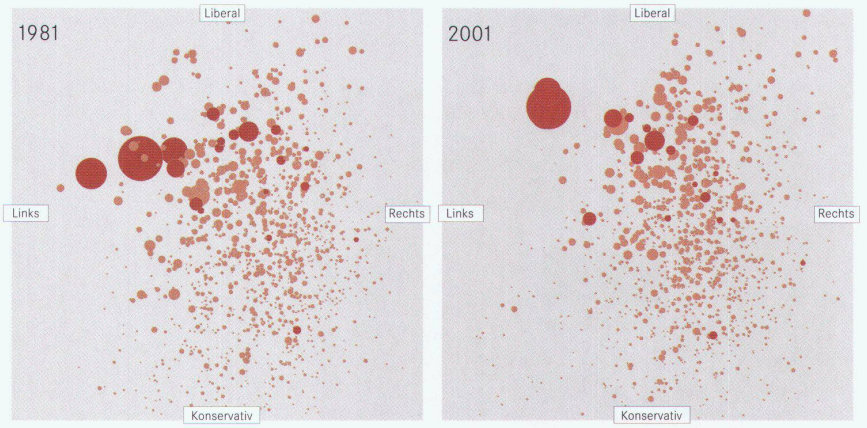 Liberal
1981
Links
Rechts
Konservativ
Liberal
2001
Links
Rechts
Konservativ